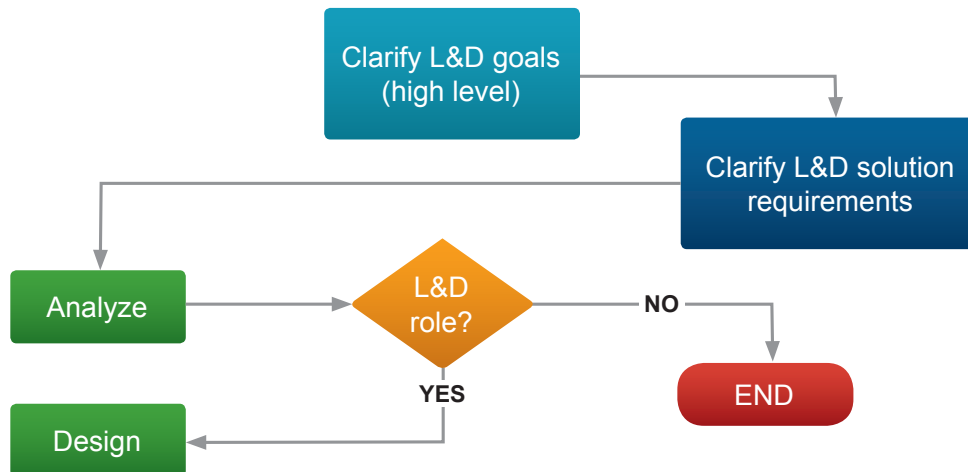 Clarify L&D goals
(high level)
Clarify L&D solution
requirements
Analyze
L&D
role?
NO
YES
END
Design